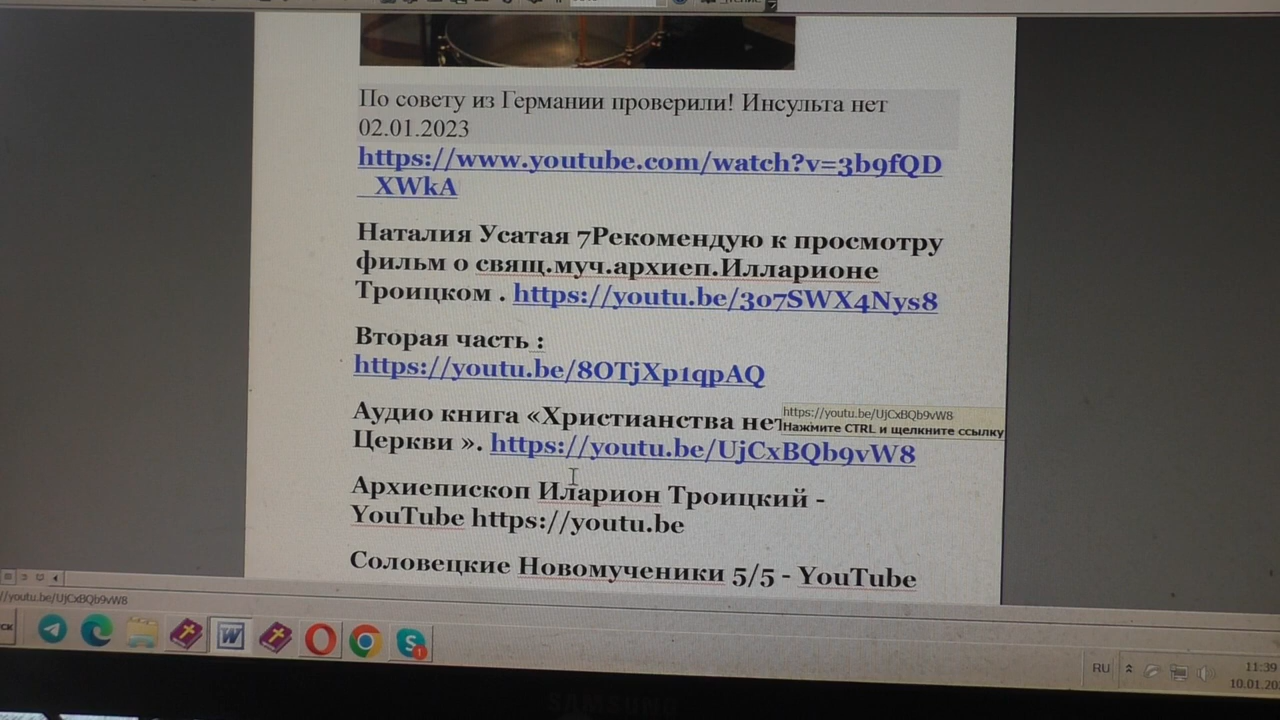 По совету из Германии проверили! Инсульта нет
02.01.2023
https://www.youtube.com/watch?v=3b9fQD
_XWkA
Наталия Усатая 7Рекомендую к просмотру
фильм о свящ.муч.архиеп.Илларионе
Троицком . https://youtu.be/3o7SWX4Nys8
Вторая часть :
https://youtu.be/8OTjXp1qpAQ
https://youtu.be/UjCxBQb9vW8
Аудио книга «Христианства нет
Нажмите CTRL и щелкните ссылку
Церкви ». https://youtu.be/UjCxBQb9vW8
Архиепископ Иларион Троицкий -
YouTube https://youtu.be
Соловецкие Новомученики 5/5 - YouTube
//youtu.be/UjCxBQb9vW8
RU
11:39
10.01.202
SAMSUNG